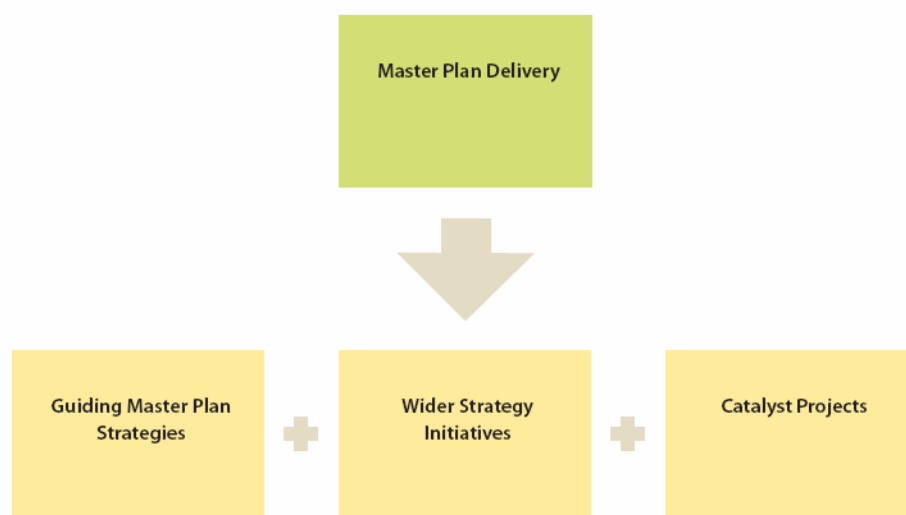 Master Plan Delivery
Guiding Master Plan
Strategies
Wider Strategy
Initiatives
Catalyst Projects